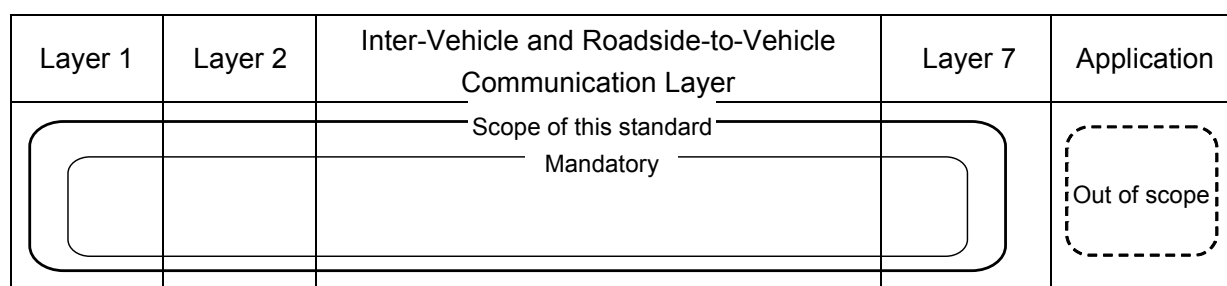 Layer 1
Layer 2
Inter-Vehicle and Roadside-to-Vehicle
Communication Layer
Layer 7
Application
Scope of this standard
Mandatory
Out of scope